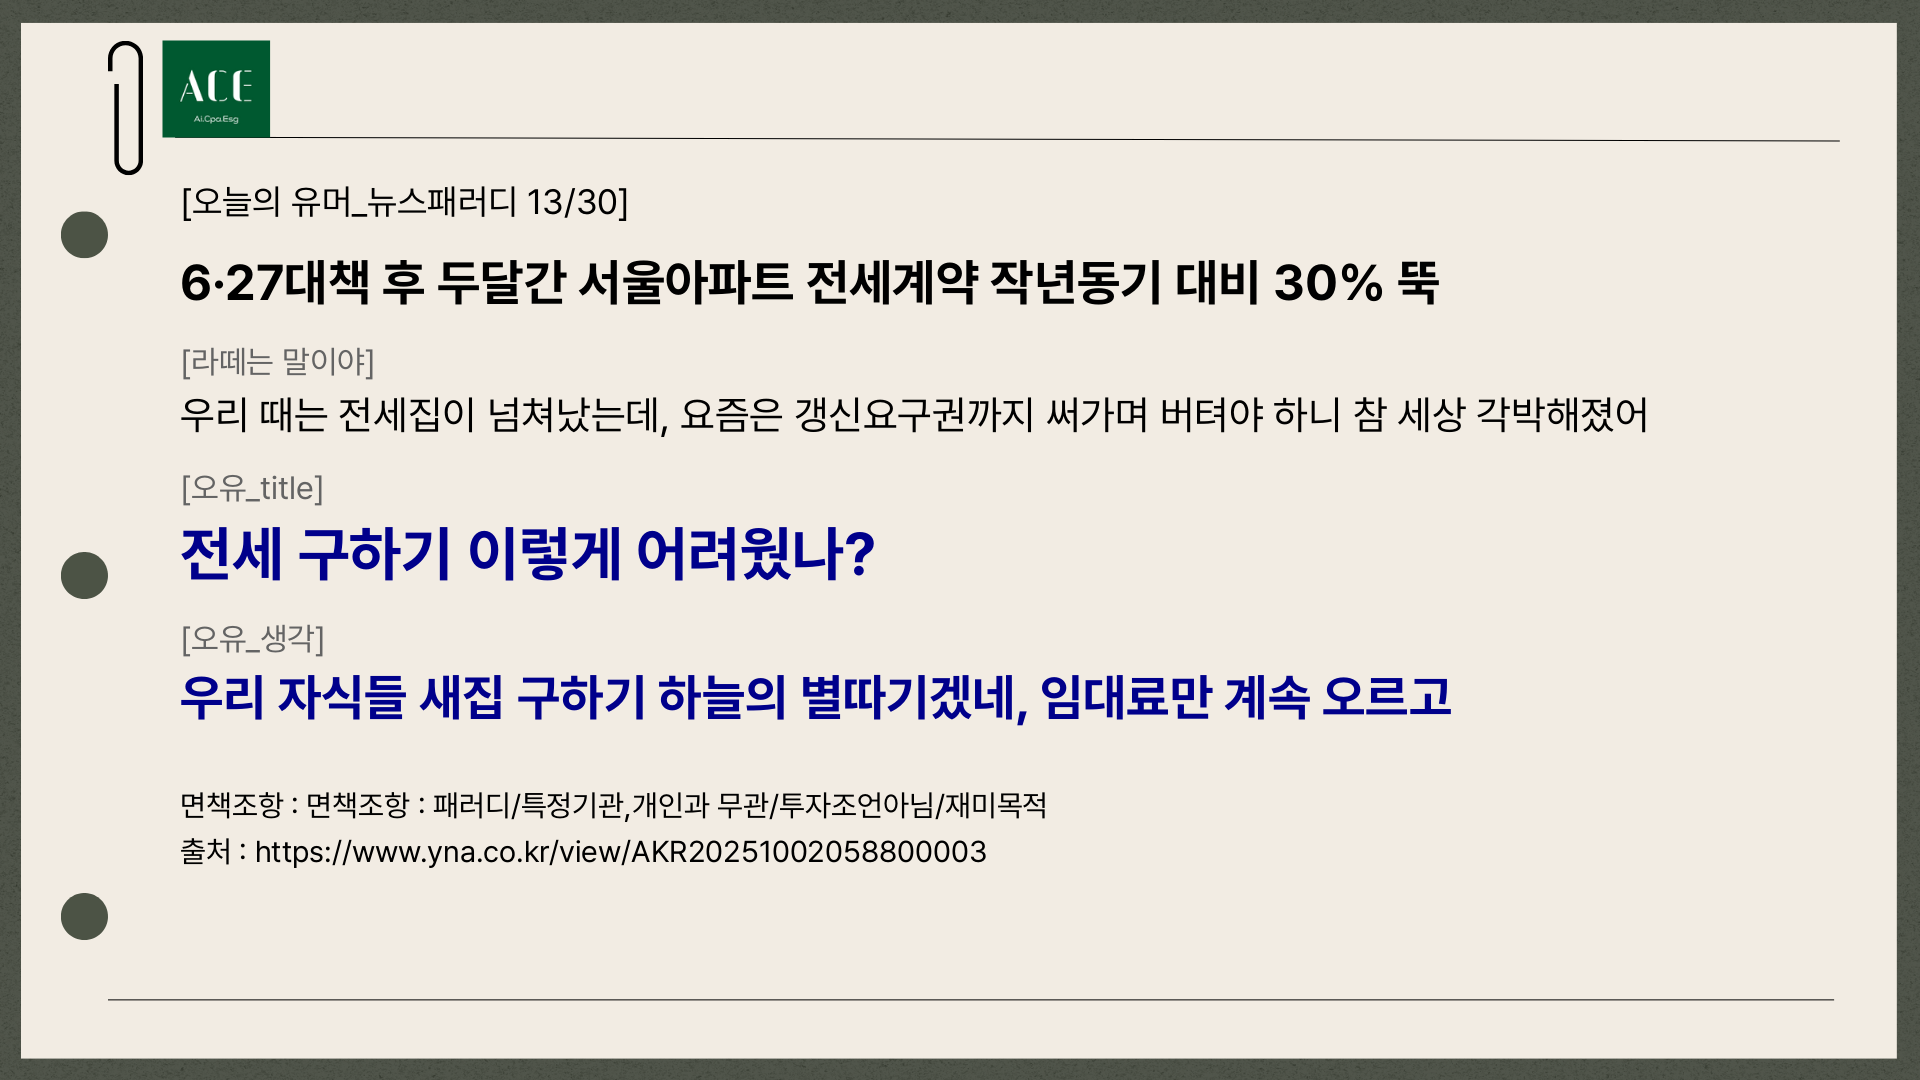 ACE
Ai.Cpa.Esg
[오늘의 유머_뉴스패러디 13/30]
6·27대책 후 두달간 서울아파트 전세계약 작년동기 대비 30% 뚝
[라떼는 말이야]
우리 때는 전세집이 넘쳐났는데, 요즘은 갱신요구권까지 써가며 버텨야 하니 참 세상 각박해졌어
[오유_title]
전세 구하기 이렇게 어려웠나?
[오유_생각]
우리 자식들 새집 구하기 하늘의 별따기겠네, 임대료만 계속 오르고
면책조항 : 면책조항 : 패러디/특정기관,개인과 무관/투자조언아님/재미목적
출처 : https://www.yna.co.kr/view/AKR20251002058800003